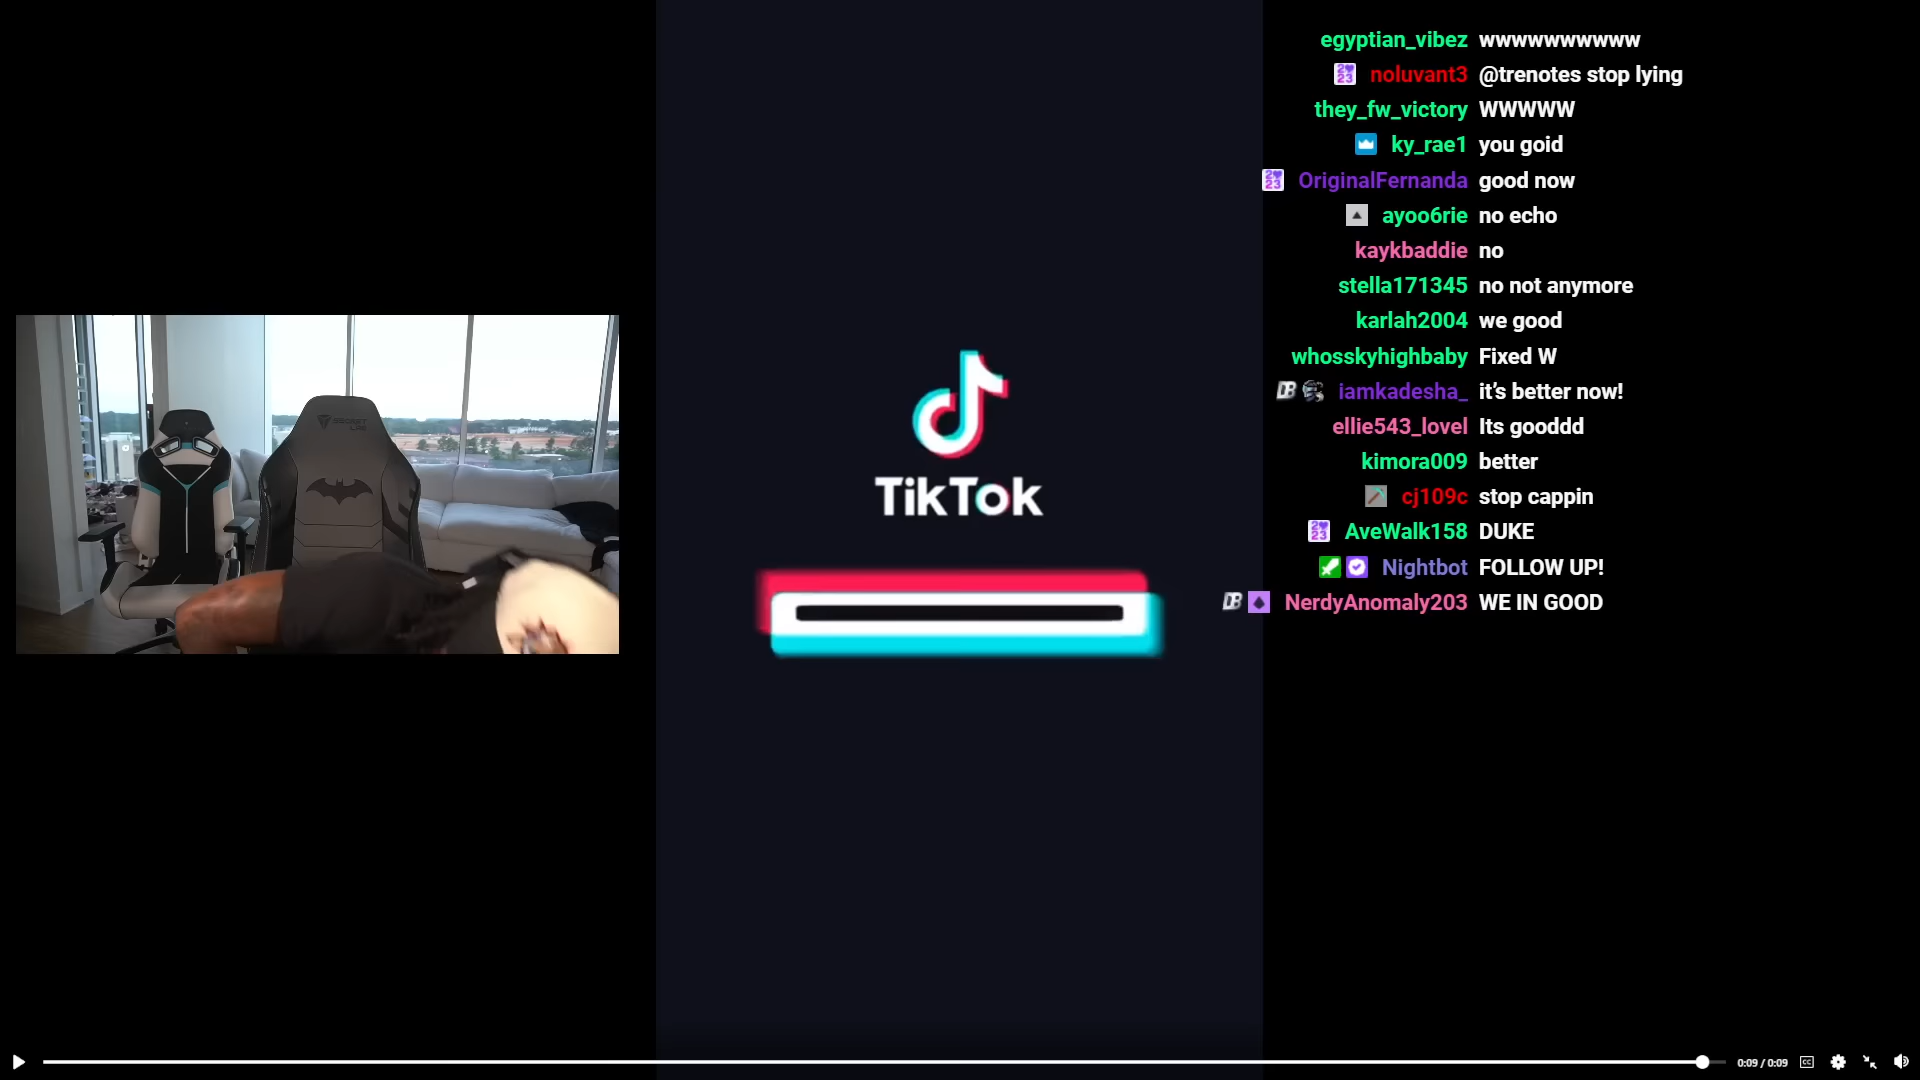 egyptian_vibez wwwwwwwwww
noluvant3 @trenotes stop lying
they_fw_victory WWWWW
ky_rae1 you goid
OriginalFernanda good now
ayoo6rie no echo
kaykbaddie no
stella171345 no not anymore
karlah2004 we good
whosskyhighbaby Fixed W
iamkadesha_ it's better now!
ellie543_lovel Its gooddd
kimora009 better
cj109c stop cappin
AveWalk158 DUKE
Nightbot FOLLOW UP!
NerdyAnomaly203 WE IN GOOD
TikTok
0:09 / 0:09